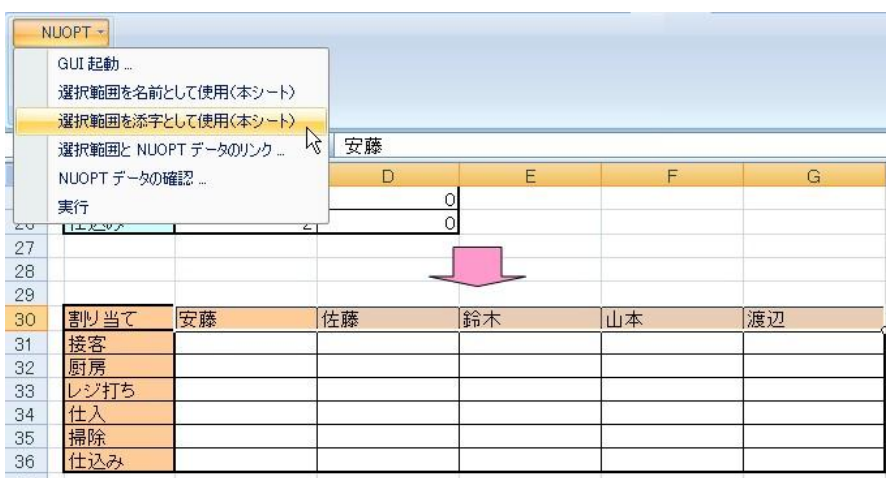 NUOPT
GUI 起動 ...
選択範囲を名前として使用(本シート)
選択範囲を添字として使用(本シート)
選択範囲と NUOPT データのリンク ...
安藤
NUOPT データの確認 ...
D E F G
実行
0
26 仕込み 2 0
27
28
29
30 割り当て 安藤 佐藤 鈴木 山本 渡辺
31 接客
32 厨房
33 レジ打ち
34 仕入
35 掃除
36 仕込み